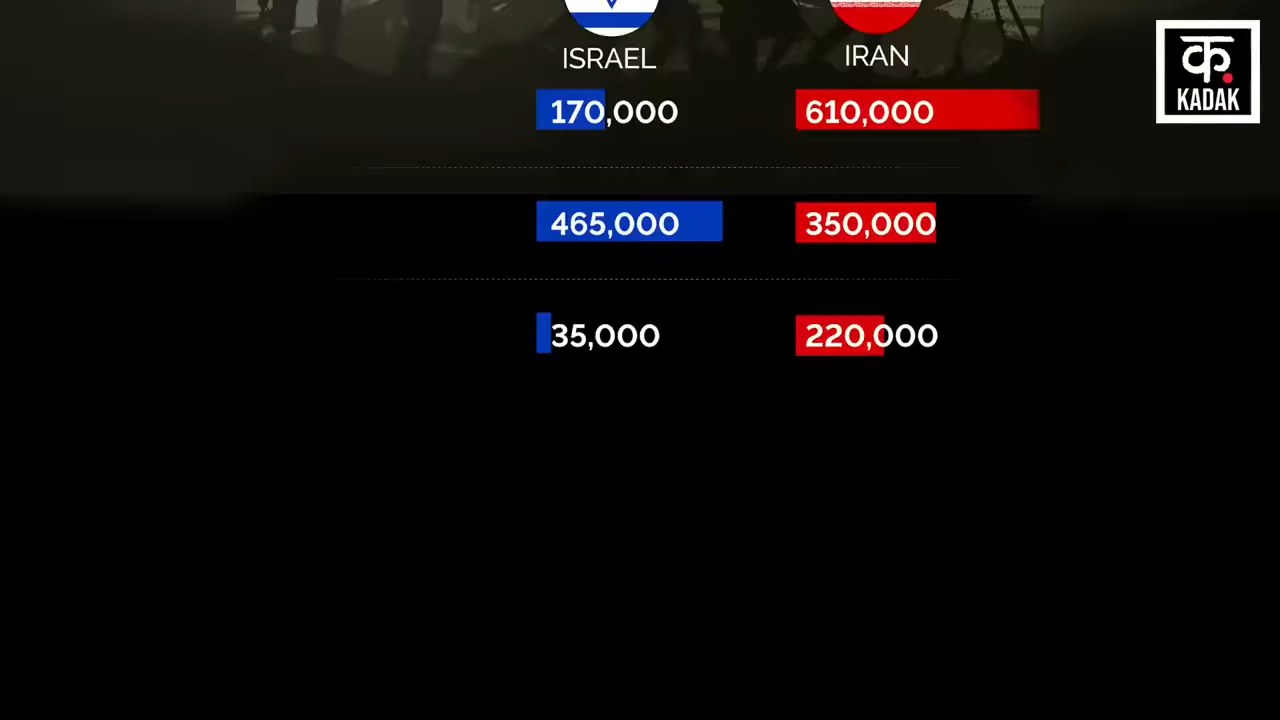 ISRAEL IRAN
170,000 610,000
465,000 350,000
35,000 220,000
क.
KADAK